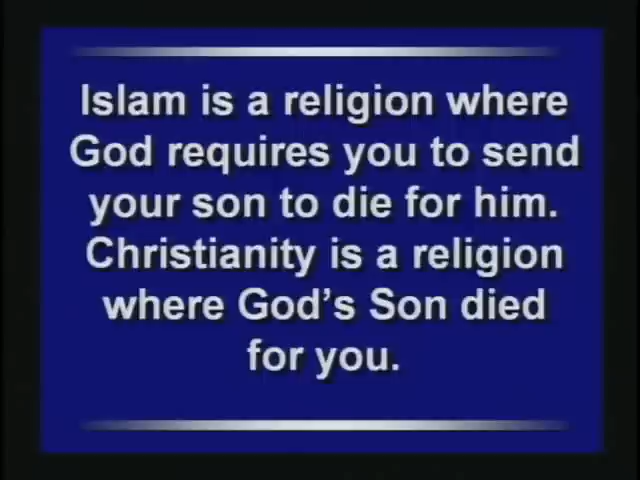 Islam is a religion where
God requires you to send
your son to die for him.
Christianity is a religion
where God's Son died
for you.